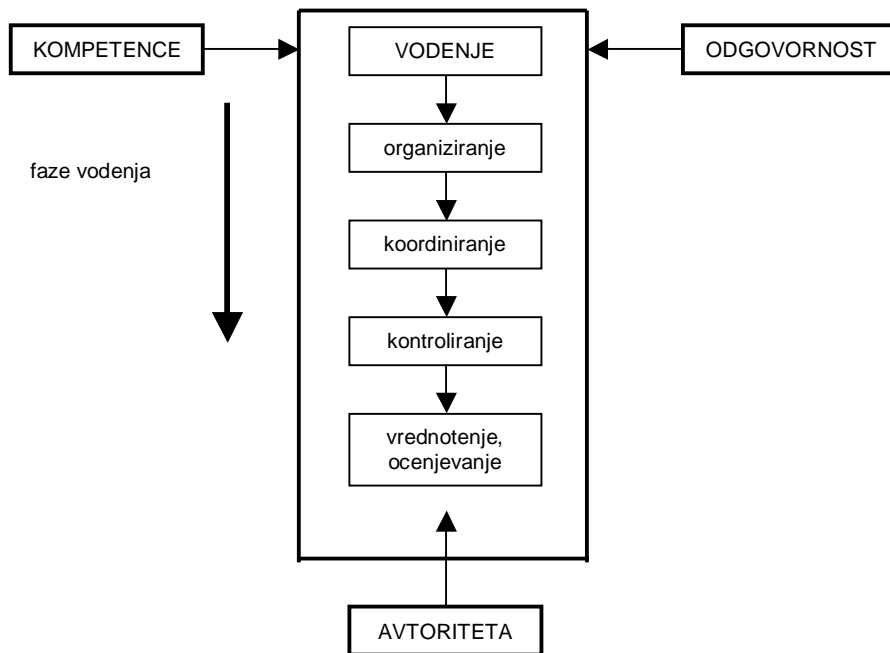 KOMPETENCE
VODENJE
ODGOVORNOST
organiziranje
faze vodenja
koordiniranje
kontroliranje
vrednotenje,
ocenjevanje
AVTORITETA